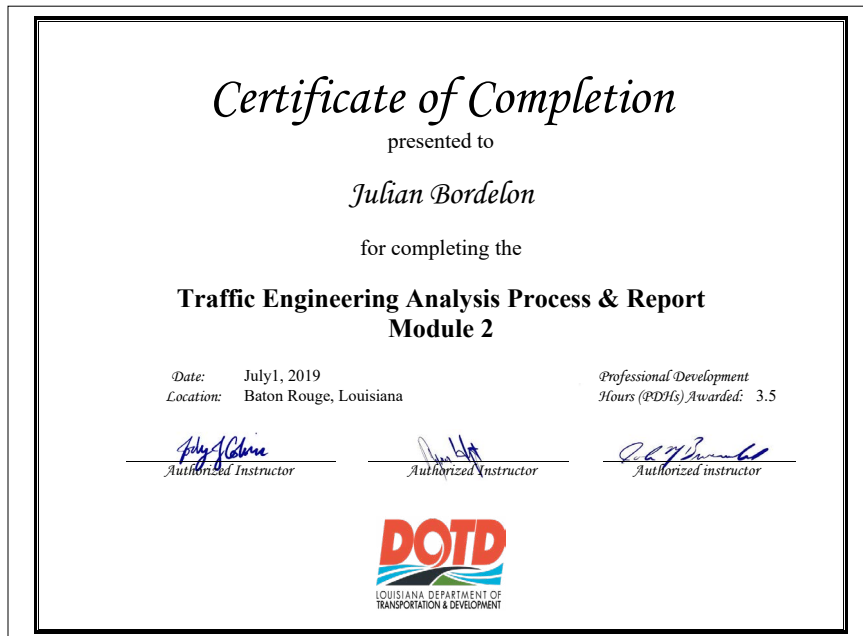 Certificate of Completion
presented to
Julian Bordelon
for completing the
Traffic Engineering Analysis Process & Report
Module 2
Date: July1, 2019
Location: Baton Rouge, Louisiana
Professional Development
Hours (PDHs) Awarded: 3.5
Authorized Instructor
Authorized Instructor
Authorized instructor
DOTD
LOUISIANA DEPARTMENT OF
TRANSPORTATION & DEVELOPMENT